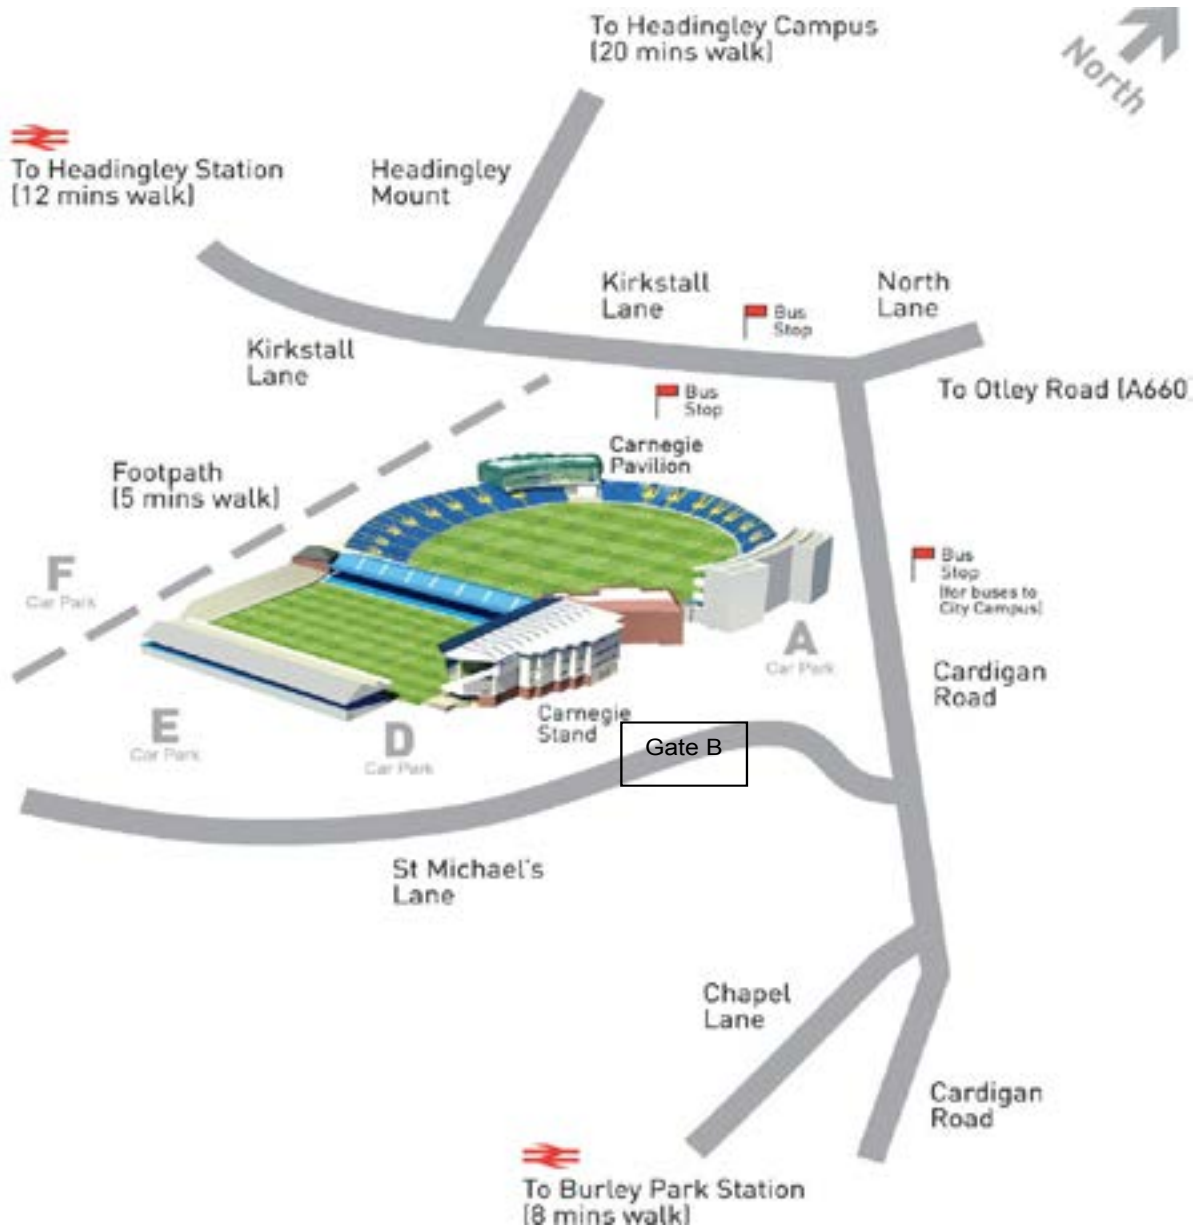 To Headingley Campus
(20 mins walk)
North
To Headingley Station
(12 mins walk)
Headingley
Mount
Kirkstall
Lane
Bus
Stop
North
Lane
Kirkstall
Lane
To Otley Road (A660)
Bus
Stop
Carnegie
Pavilion
Footpath
(5 mins walk)
F
Car Park
Bus
Stop
(for buses to
City Campus)
A
Car Park
Cardigan
Road
E
Car Park
D
Car Park
Carnegie
Stand
Gate B
St Michael's
Lane
Chapel
Lane
Cardigan
Road
To Burley Park Station
(8 mins walk)